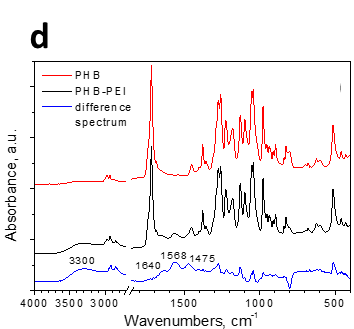 d
PHB
PHB-PEI
difference
spectrum
Absorbance, a.u.
3300
1640
1568
1475
4000 3500 3000 1500 1000 500
Wavenumbers, cm⁻¹